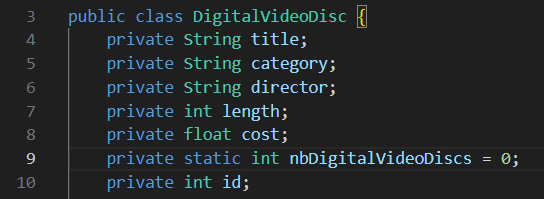 3 public class DigitalVideoDisc {
4 private String title;
5 private String category;
6 private String director;
7 private int length;
8 private float cost;
9 private static int nbDigitalVideoDiscs = 0;
10 private int id;